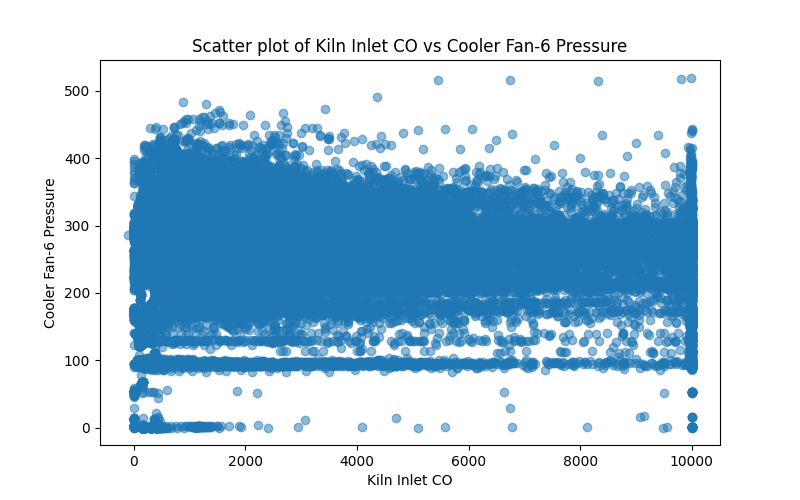 Scatter plot of Kiln Inlet CO vs Cooler Fan-6 Pressure
500
400
300
200
100
0
Cooler Fan-6 Pressure
0 2000 4000 6000 8000 10000
Kiln Inlet CO